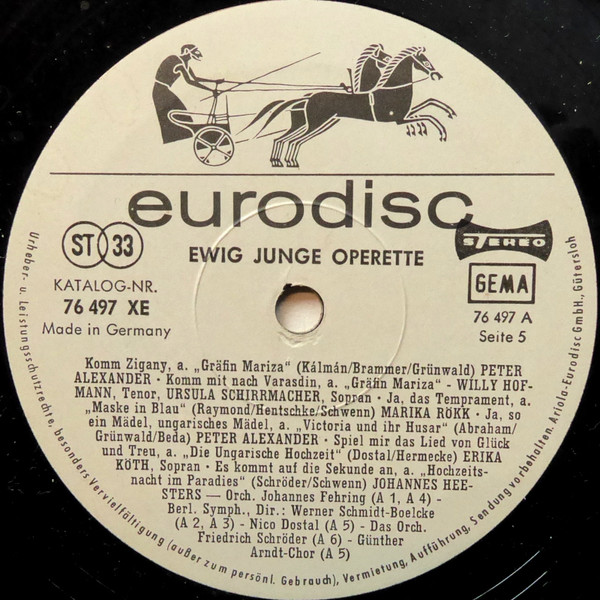 eurodisc
ST 33
EWIG JUNGE OPERETTE
STEREO
KATALOG-NR.
76 497 XE
Made in Germany
GEMA
76 497 A
Seite 5
Komm Zigany, a. „Gräfin Mariza" (Kálmán/Brammer/Grünwald) PETER
ALEXANDER · Komm mit nach Varasdin, a. „Gräfin Mariza" - WILLY HOF-
MANN, Tenor, URSULA SCHIRRMACHER, Sopran · Ja, das Temprament, a.
„Maske in Blau" (Raymond/Hentschke/Schwenn) MARIKA RÖKK · Ja, so
ein Mädel, ungarisches Mädel, a „Victoria und ihr Husar" (Abraham/
Grünwald/Beda) PETER ALEXANDER · Spiel mir das Lied von Glück
und Treu, a „Die Ungarische Hochzeit" (Dostal/Hermecke) ERIKA
KÖTH, Sopran · Es kommt auf die Sekunde an, a „Hochzeits-
nacht im Paradies" (Schröder/Schwenn) JOHANNES HEE-
STERS — Orch. Johannes Fehring (A 1, A 4) -
Berl. Symph., Dir.: Werner Schmidt-Boelcke
(A 2, A 3) - Nico Dostal (A 5) - Das Orch.
Friedrich Schröder (A 6) - Günther
Arndt-Chor (A 5)
Urheber- u. Leistungsschutzrechte, besonders Vervielfältigung (außer zum persönl. Gebrauch), Vermietung, Aufführung, Sendung vorbehalten. Ariola-Eurodisc GmbH., Gütersloh